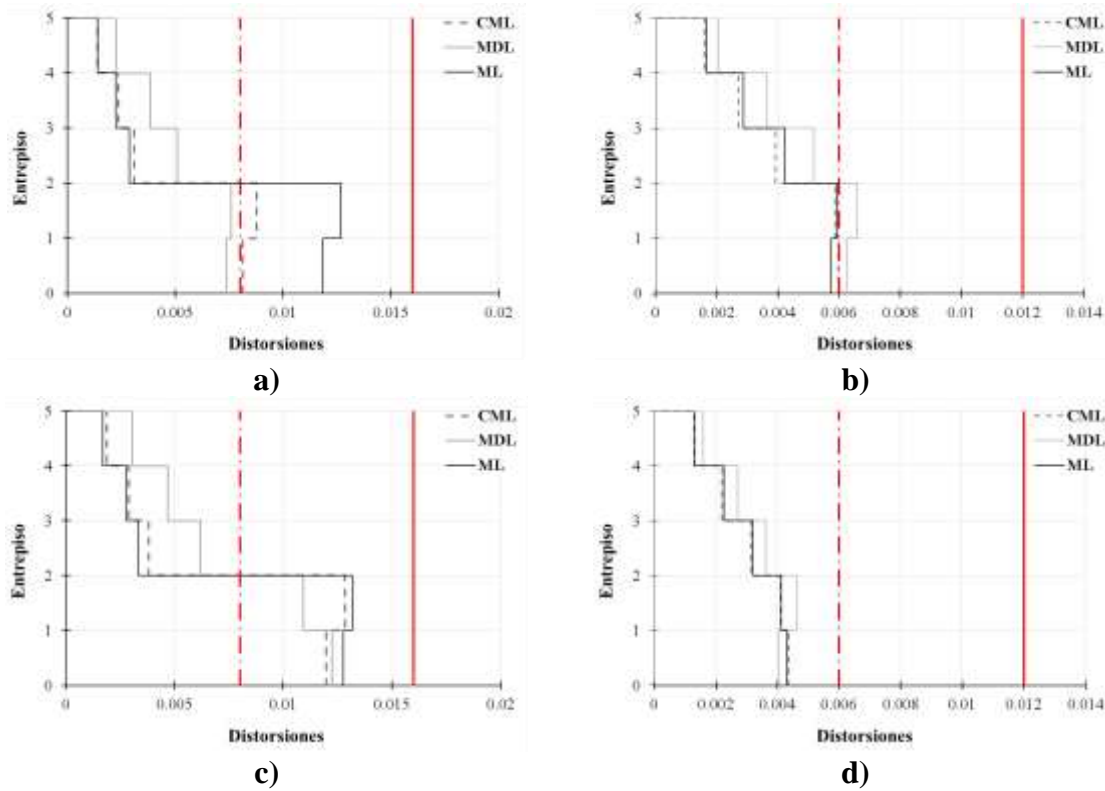 5
4
3
2
1
0
Entrepiso
0
0.005
0.01
0.015
0.02
Distorsiones
CML
MDL
ML
a)
5
4
3
2
1
0
Entrepiso
0
0.002
0.004
0.006
0.008
0.01
0.012
0.014
Distorsiones
CML
MDL
ML
b)
5
4
3
2
1
0
Entrepiso
0
0.005
0.01
0.015
0.02
Distorsiones
CML
MDL
ML
c)
5
4
3
2
1
0
Entrepiso
0
0.002
0.004
0.006
0.008
0.01
0.012
0.014
Distorsiones
CML
MDL
ML
d)